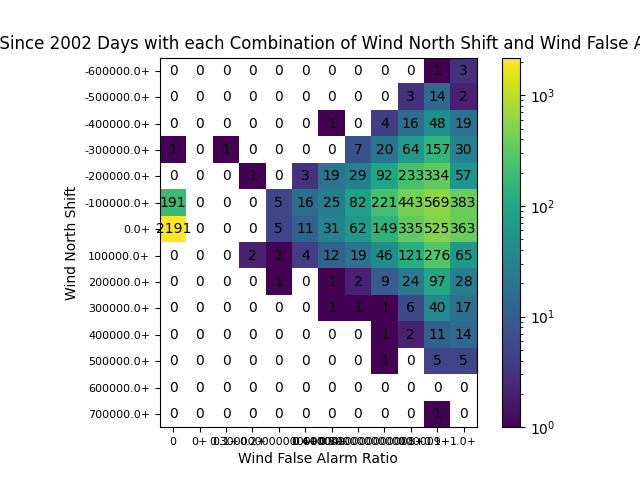 Since 2002 Days with each Combination of Wind North Shift and Wind False A
-600000.0+ 0 0 0 0 0 0 0 0 0 0 1 3
-500000.0+ 0 0 0 0 0 0 0 0 0 3 14 2
-400000.0+ 0 0 0 0 0 0 1 0 4 16 48 19
-300000.0+ 1 0 1 0 0 0 0 7 20 64 157 30
-200000.0+ 0 0 0 1 0 3 19 29 92 233 334 57
-100000.0+ 191 0 0 0 5 16 25 82 221 443 569 383
0.0+ 2191 0 0 0 5 11 31 62 149 335 525 363
100000.0+ 0 0 0 2 1 4 12 19 46 121 276 65
200000.0+ 0 0 0 0 1 0 1 2 9 24 97 28
300000.0+ 0 0 0 0 0 0 1 1 1 6 40 17
400000.0+ 0 0 0 0 0 0 0 0 1 2 11 14
500000.0+ 0 0 0 0 0 0 0 0 1 0 5 5
600000.0+ 0 0 0 0 0 0 0 0 0 0 0 0
700000.0+ 0 0 0 0 0 0 0 0 0 0 1 0
0 0+ 1.0+
Wind False Alarm Ratio
Wind North Shift
10³
10²
10¹
10⁰